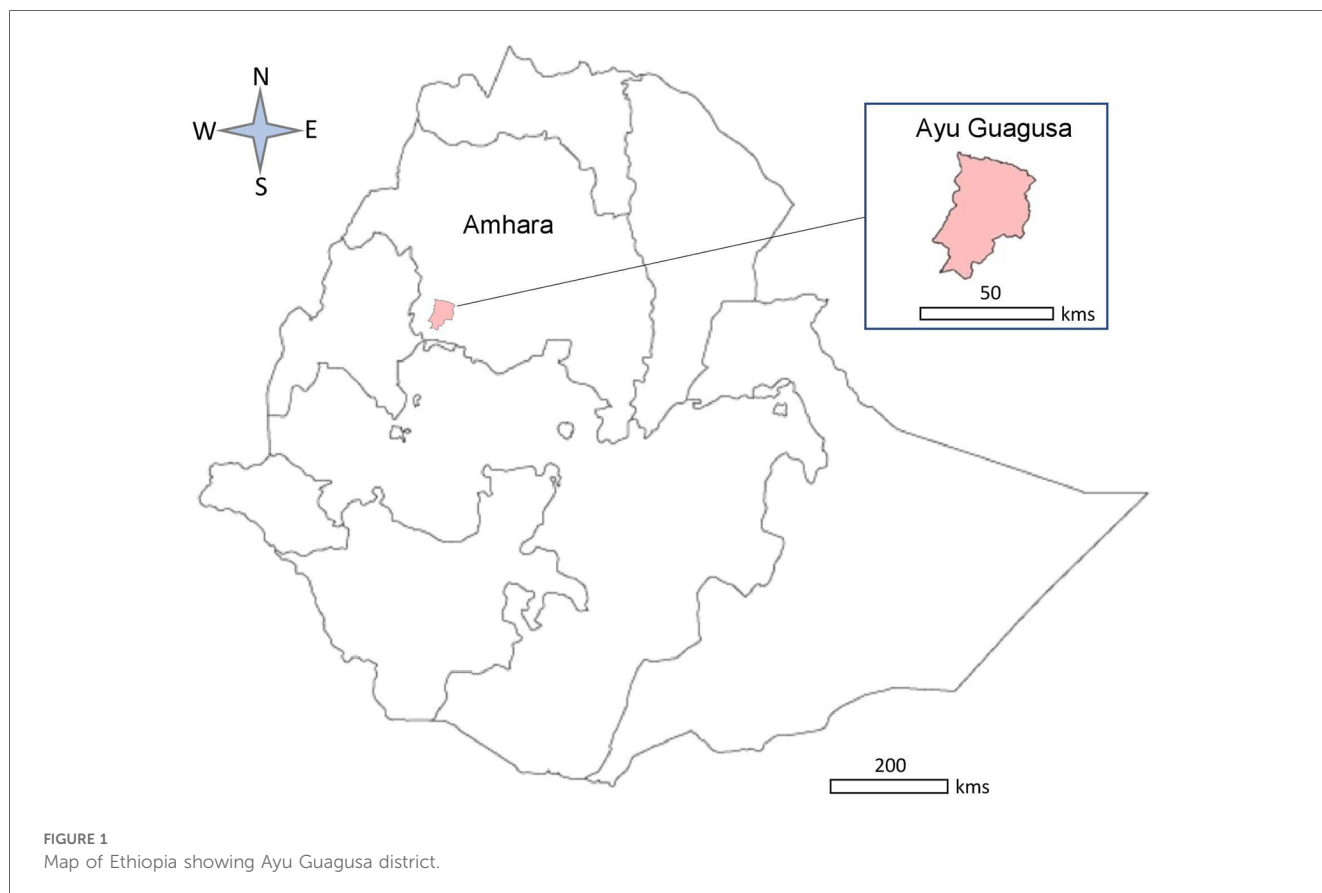 N
W E
S
Amhara
Ayu Guagusa
50
kms
200
kms
FIGURE 1
Map of Ethiopia showing Ayu Guagusa district.